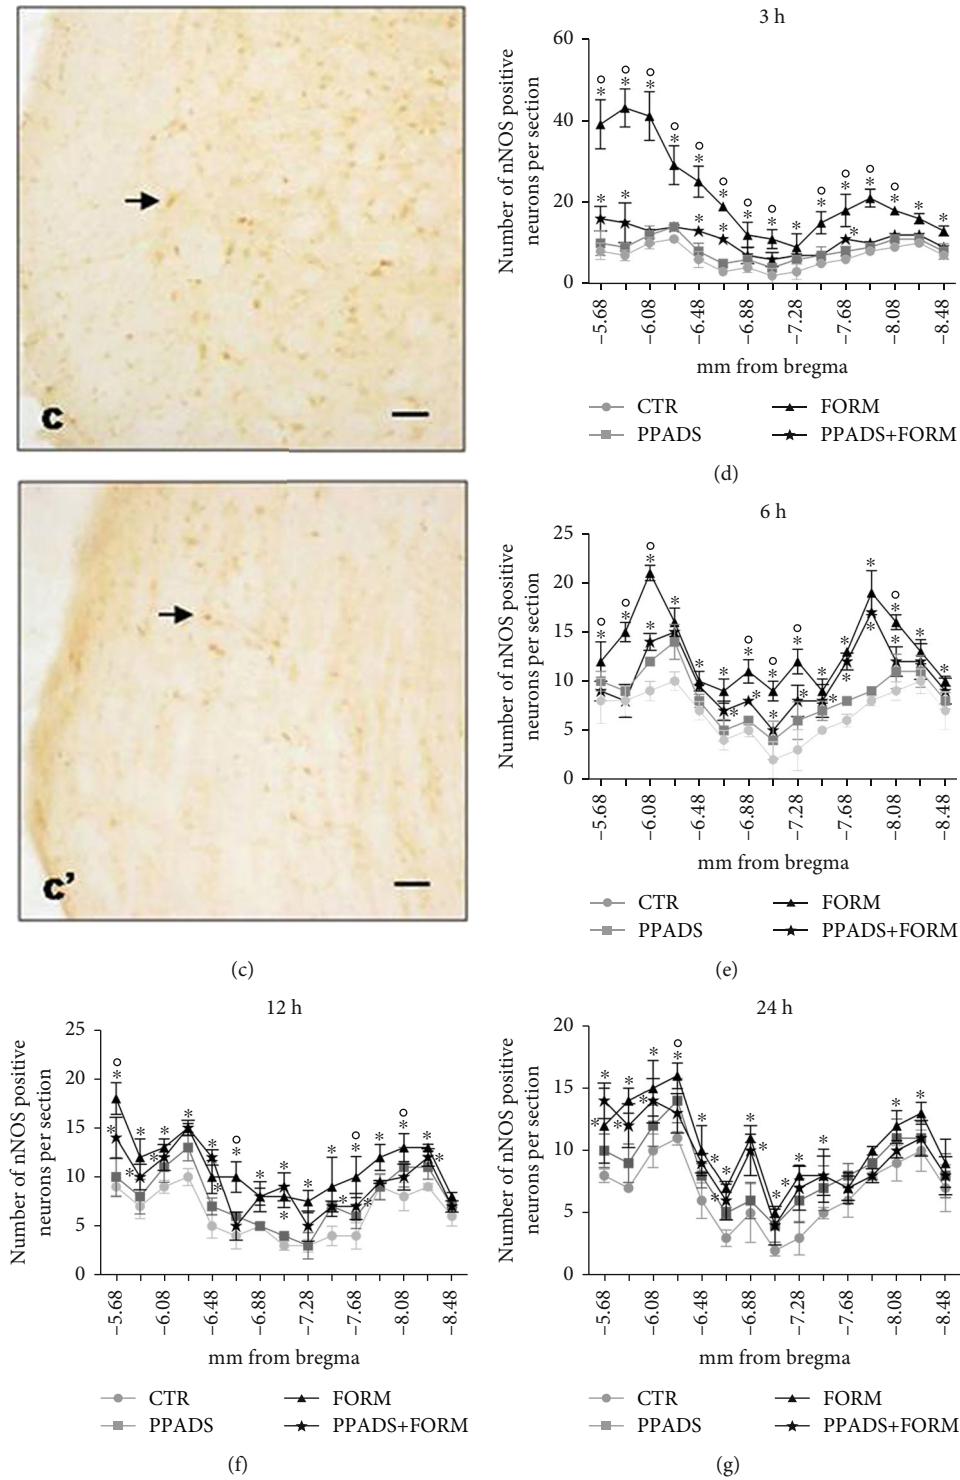 c
c’
(c)
3 h
Number of nNOS positive
neurons per section
60
40
20
0
−5.68
−6.08
−6.48
−6.88
−7.28
−7.68
−8.08
−8.48
mm from bregma
CTR
FORM
PPADS
PPADS+FORM
(d)
6 h
Number of nNOS positive
neurons per section
25
20
15
10
5
0
−5.68
−6.08
−6.48
−6.88
−7.28
−7.68
−8.08
−8.48
mm from bregma
CTR
FORM
PPADS
PPADS+FORM
(e)
12 h
Number of nNOS positive
neurons per section
25
20
15
10
5
0
−5.68
−6.08
−6.48
−6.88
−7.28
−7.68
−8.08
−8.48
mm from bregma
CTR
FORM
PPADS
PPADS+FORM
(f)
24 h
Number of nNOS positive
neurons per section
20
15
10
5
0
−5.68
−6.08
−6.48
−6.88
−7.28
−7.68
−8.08
−8.48
mm from bregma
CTR
FORM
PPADS
PPADS+FORM
(g)